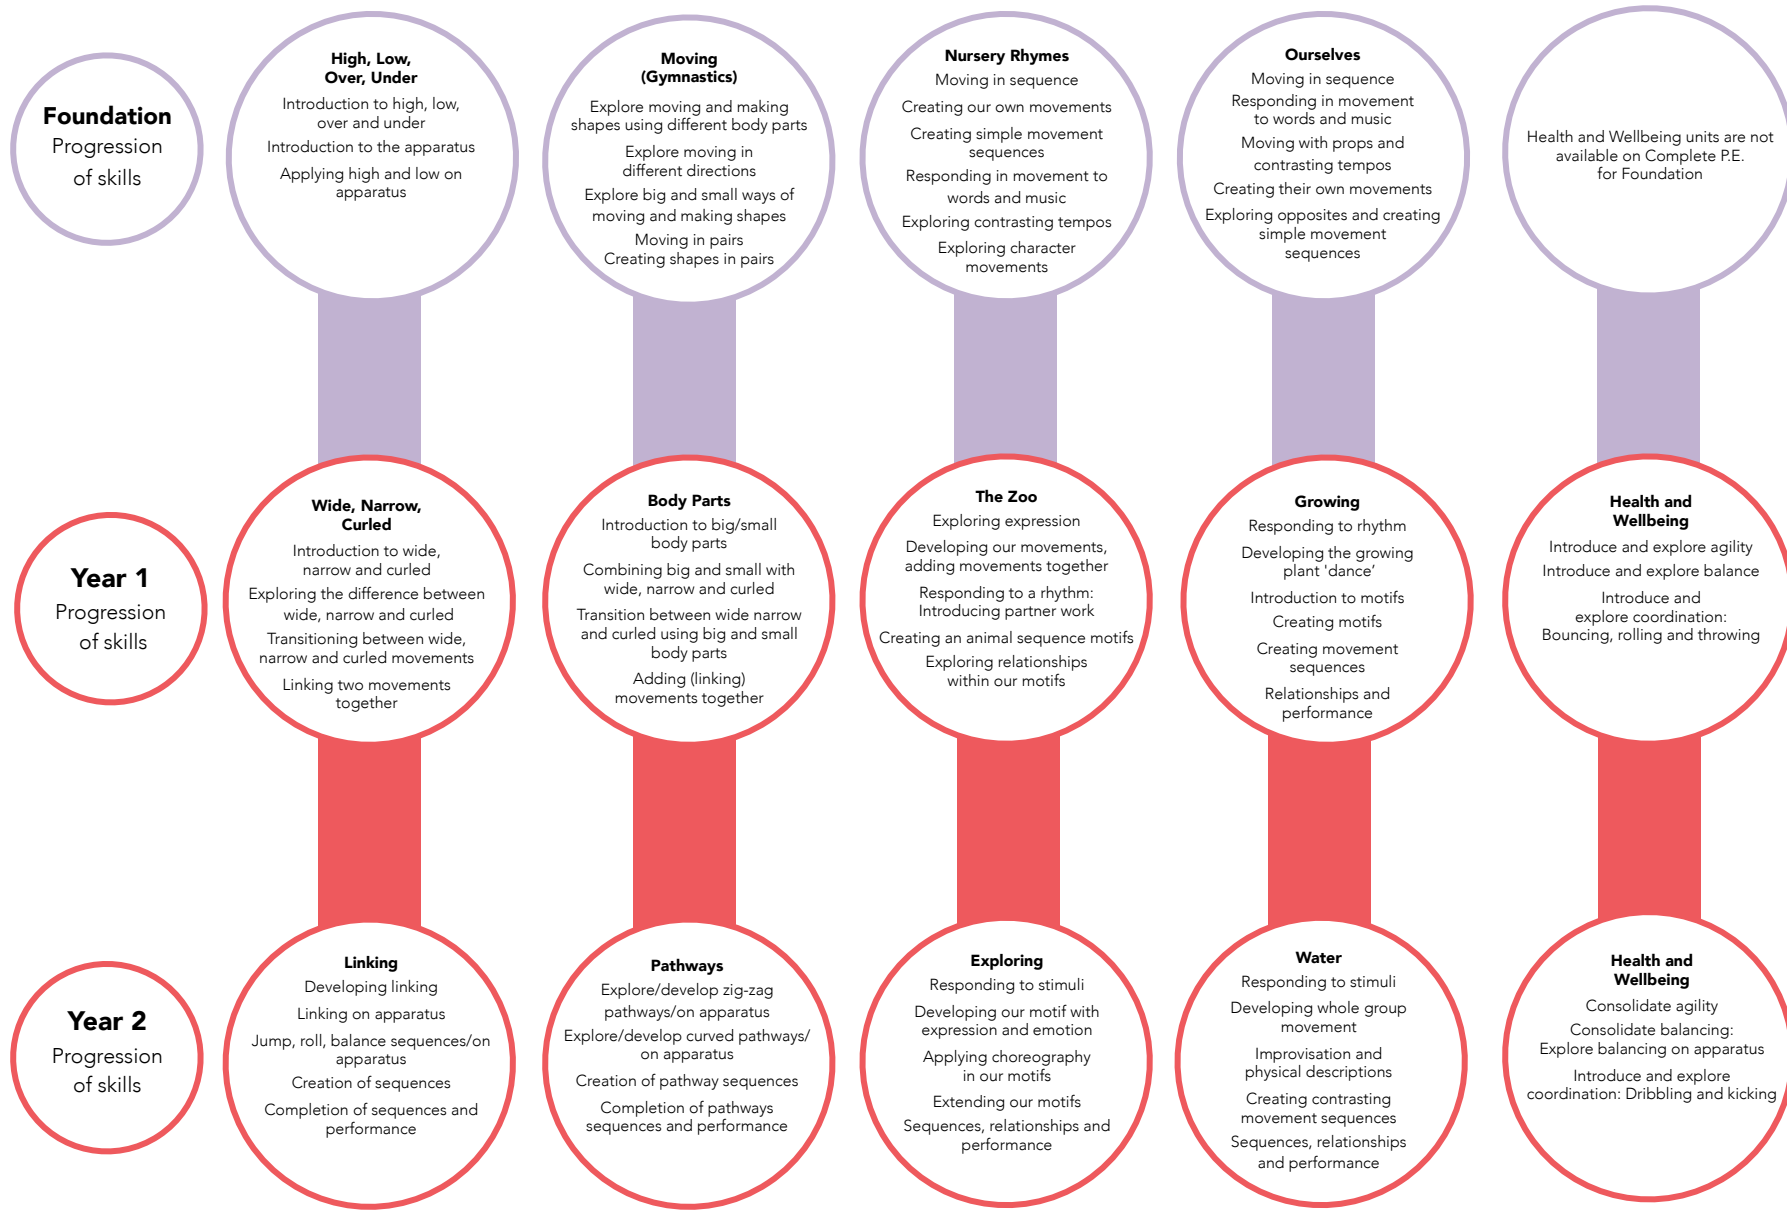 Foundation
Progression
of skills
High, Low,
Over, Under
Introduction to high, low,
over and under
Introduction to the apparatus
Applying high and low on
apparatus
Moving
(Gymnastics)
Explore moving and making
shapes using different body parts
Explore moving in
different directions
Explore big and small ways of
moving and making shapes
Moving in pairs
Creating shapes in pairs
Nursery Rhymes
Moving in sequence
Creating our own movements
Creating simple movement
sequences
Responding in movement to
words and music
Exploring contrasting tempos
Exploring character
movements
Ourselves
Moving in sequence
Responding in movement
to words and music
Moving with props and
contrasting tempos
Creating their own movements
Exploring opposites and creating
simple movement
sequences
Health and Wellbeing units are not
available on Complete P.E.
for Foundation
Year 1
Progression
of skills
Wide, Narrow,
Curled
Introduction to wide,
narrow and curled
Exploring the difference between
wide, narrow and curled
Transitioning between wide,
narrow and curled movements
Linking two movements
together
Body Parts
Introduction to big/small
body parts
Combining big and small with
wide, narrow and curled
Transition between wide narrow
and curled using big and small
body parts
Adding (linking)
movements together
The Zoo
Exploring expression
Developing our movements,
adding movements together
Responding to a rhythm:
Introducing partner work
Creating an animal sequence motifs
Exploring relationships
within our motifs
Growing
Responding to rhythm
Developing the growing
plant 'dance’
Introduction to motifs
Creating motifs
Creating movement
sequences
Relationships and
performance
Health and
Wellbeing
Introduce and explore agility
Introduce and explore balance
Introduce and
explore coordination:
Bouncing, rolling and throwing
Year 2
Progression
of skills
Linking
Developing linking
Linking on apparatus
Jump, roll, balance sequences/on
apparatus
Creation of sequences
Completion of sequences and
performance
Pathways
Explore/develop zig-zag
pathways/on apparatus
Explore/develop curved pathways/
on apparatus
Creation of pathway sequences
Completion of pathways
sequences and performance
Exploring
Responding to stimuli
Developing our motif with
expression and emotion
Applying choreography
in our motifs
Extending our motifs
Sequences, relationships and
performance
Water
Responding to stimuli
Developing whole group
movement
Improvisation and
physical descriptions
Creating contrasting
movement sequences
Sequences, relationships
and performance
Health and
Wellbeing
Consolidate agility
Consolidate balancing:
Explore balancing on apparatus
Introduce and explore
coordination: Dribbling and kicking